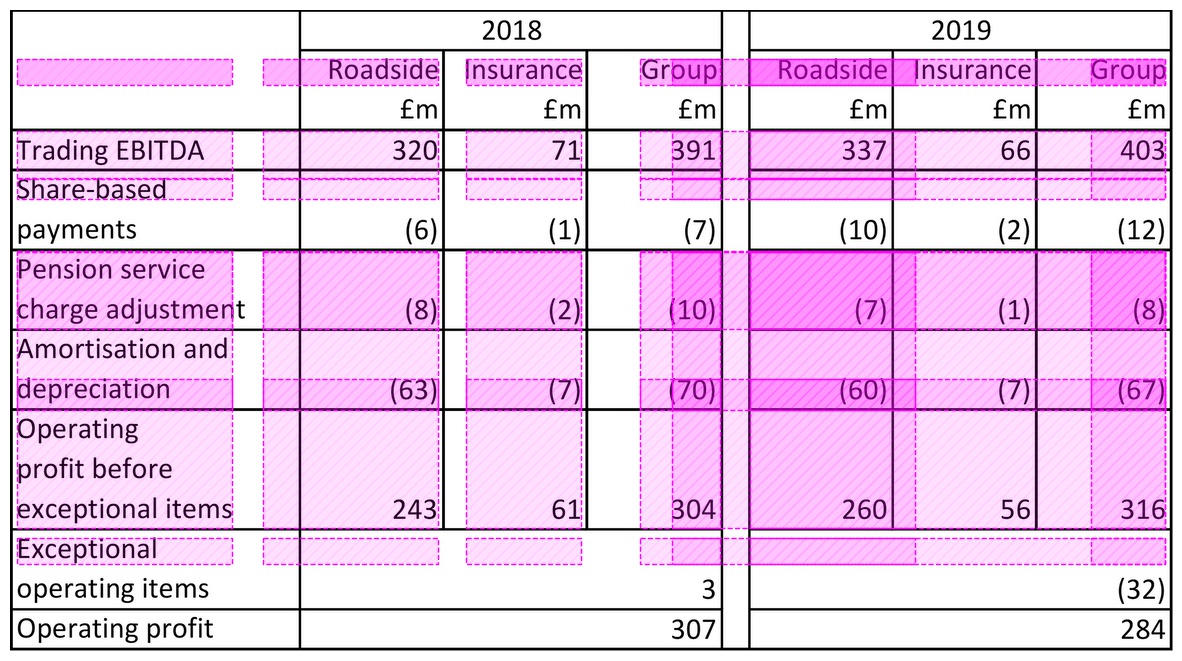 2018 2019
Roadside Insurance Group Roadside Insurance Group
£m £m £m £m £m £m
Trading EBITDA 320 71 391 337 66 403
Share-based
payments (6) (1) (7) (10) (2) (12)
Pension service
charge adjustment (8) (2) (10) (7) (1) (8)
Amortisation and
depreciation (63) (7) (70) (60) (7) (67)
Operating
profit before
exceptional items 243 61 304 260 56 316
Exceptional
operating items 3 (32)
Operating profit 307 284